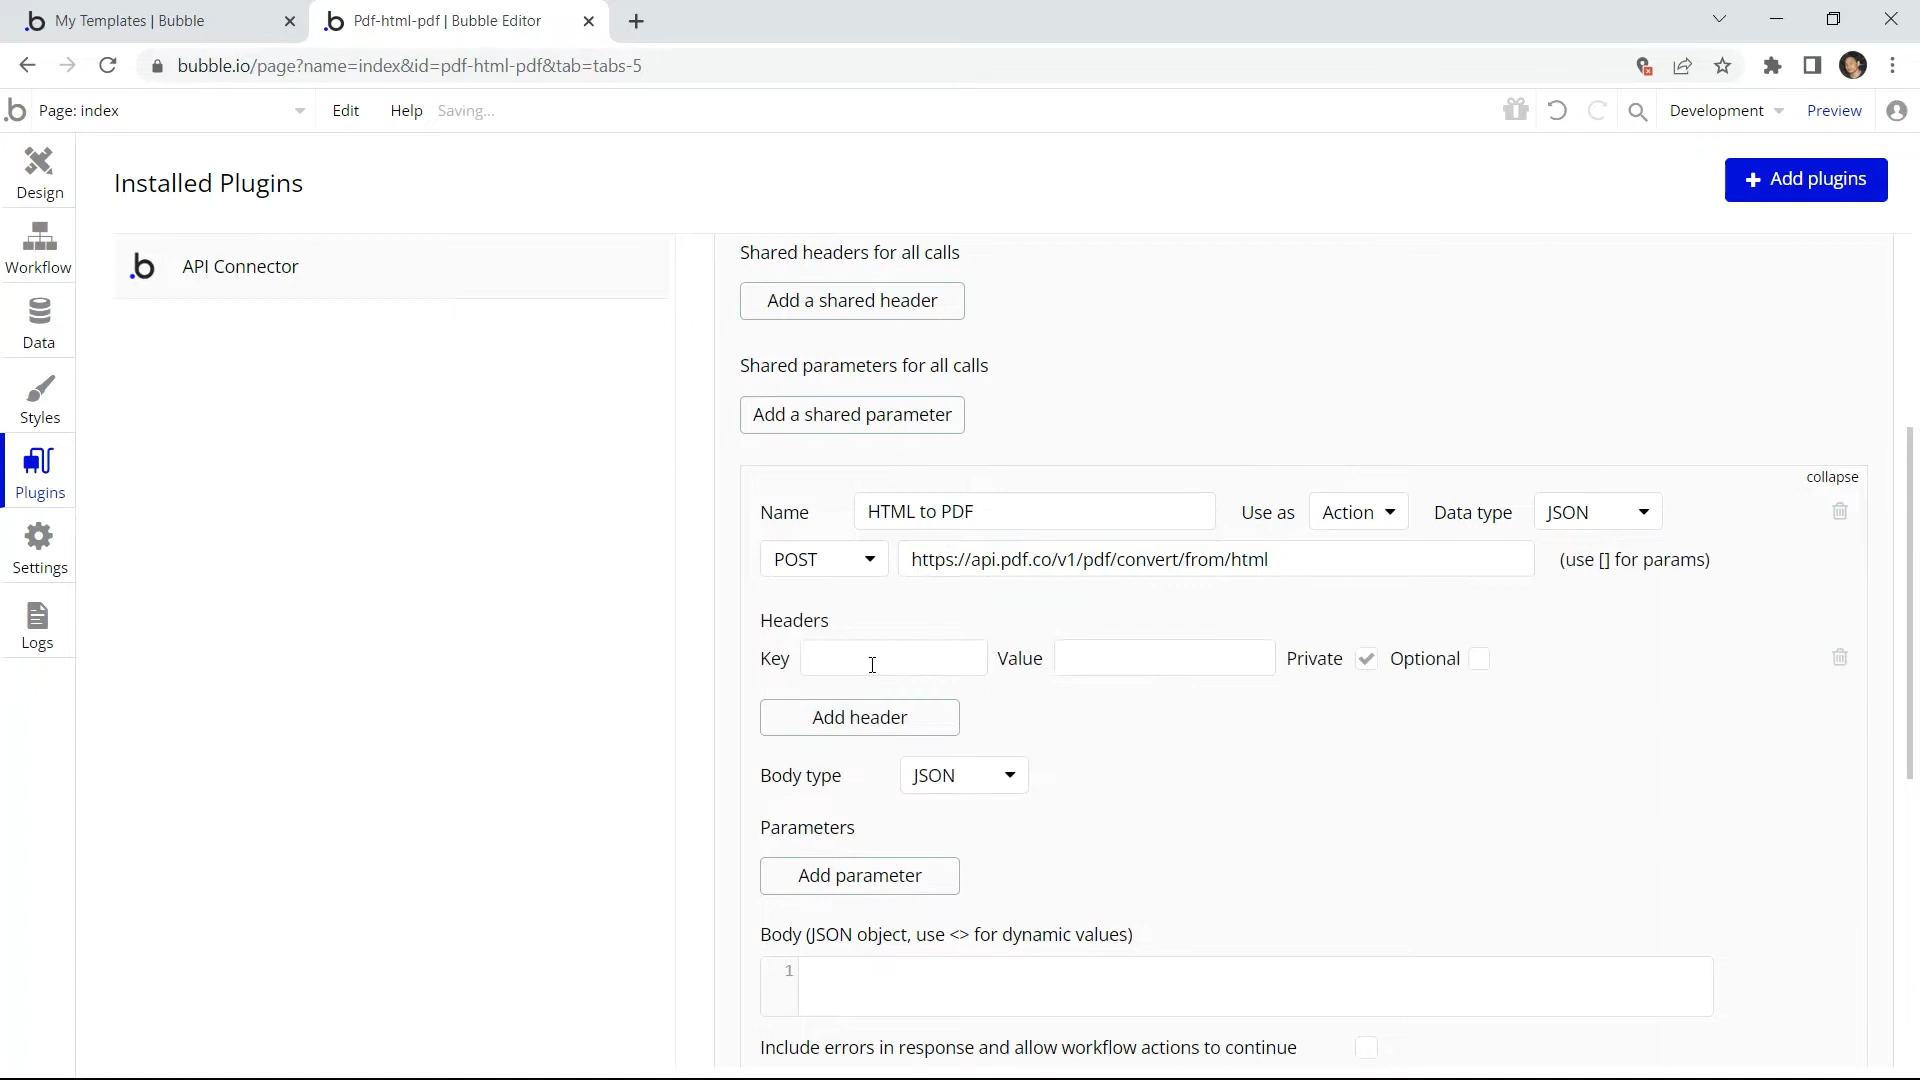 My Templates | Bubble
Pdf-html-pdf | Bubble Editor
bubble.io/page?name=index&id=pdf-html-pdf&tab=tabs-5
Page: index
Edit
Help
Saving...
Development
Preview
Design
Workflow
Data
Styles
Plugins
Settings
Logs
Installed Plugins
Add plugins
API Connector
Shared headers for all calls
Add a shared header
Shared parameters for all calls
Add a shared parameter
collapse
Name HTML to PDF Use as Action Data type JSON
POST https://api.pdf.co/v1/pdf/convert/from/html (use [] for params)
Headers
Key Value Private Optional
Add header
Body type JSON
Parameters
Add parameter
Body (JSON object, use <> for dynamic values)
1
Include errors in response and allow workflow actions to continue